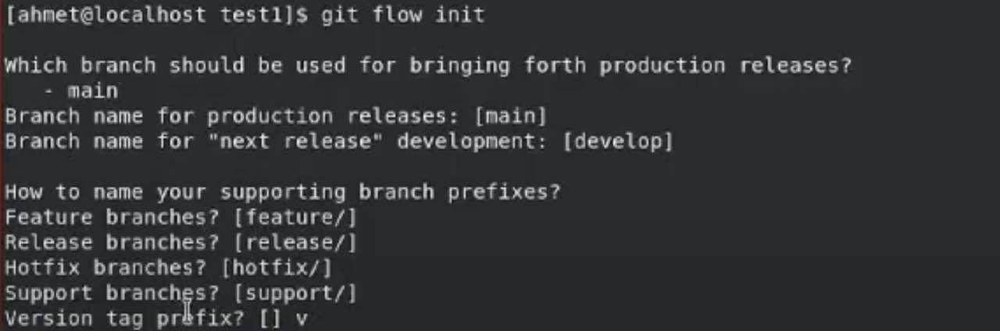 [ahmet@localhost test1]$ git flow init
Which branch should be used for bringing forth production releases?
- main
Branch name for production releases: [main]
Branch name for "next release" development: [develop]
How to name your supporting branch prefixes?
Feature branches? [feature/]
Release branches? [release/]
Hotfix branches? [hotfix/]
Support branches? [support/]
Version tag prefix? [] v